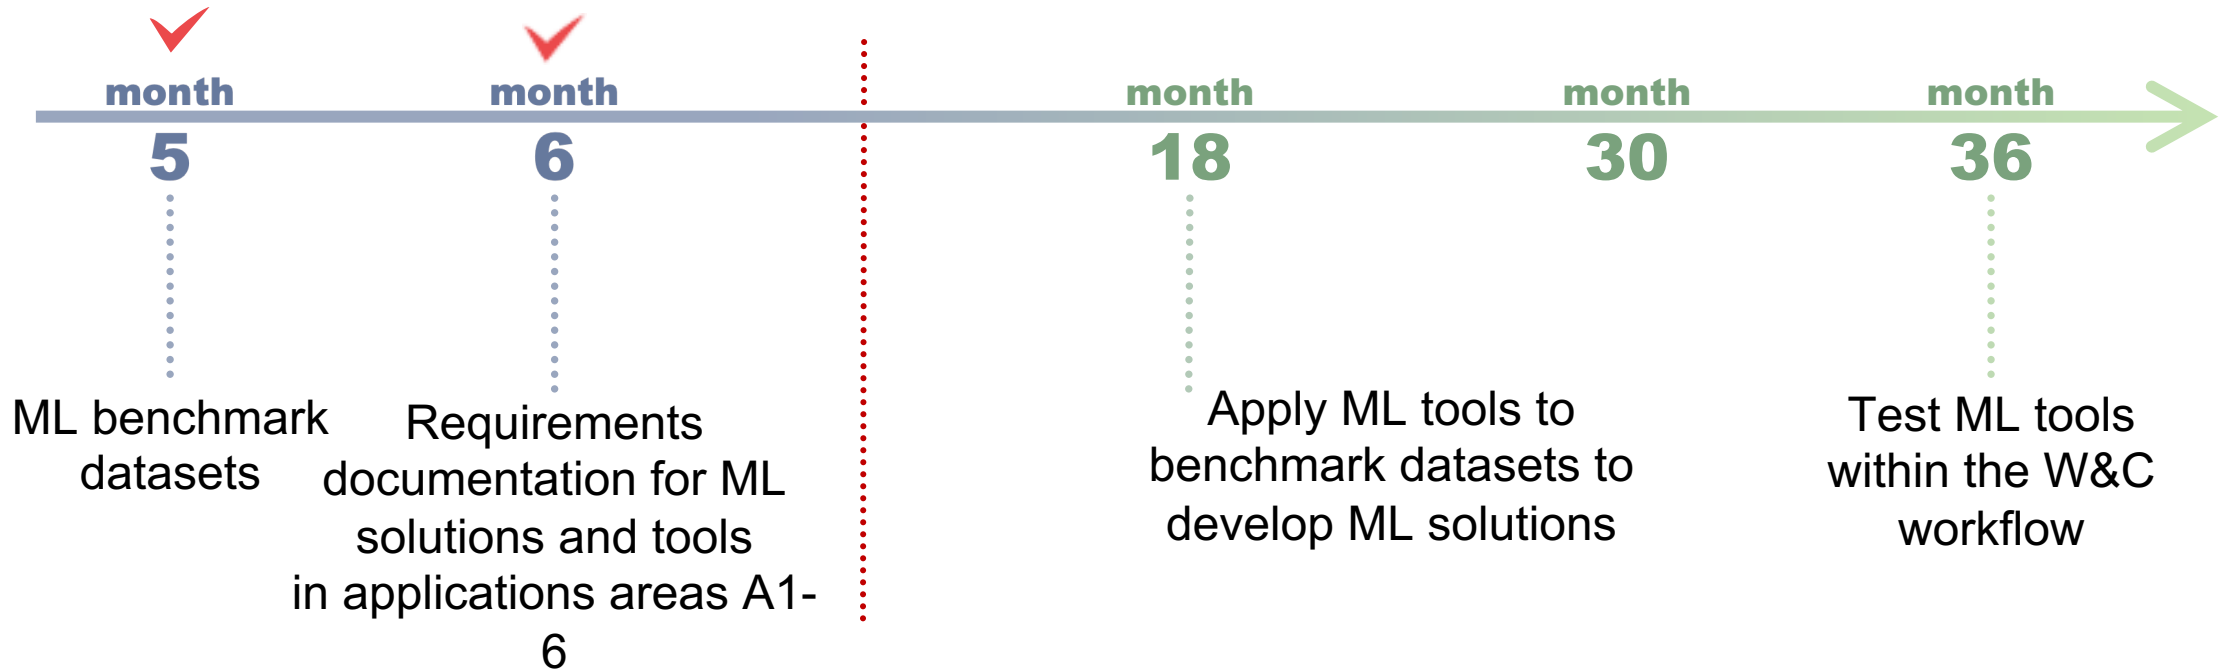 month
5
ML benchmark
datasets
month
6
Requirements
documentation for ML
solutions and tools
in applications areas A1-
6
month
18
month
30
Apply ML tools to
benchmark datasets to
develop ML solutions
month
36
Test ML tools
within the W&C
workflow